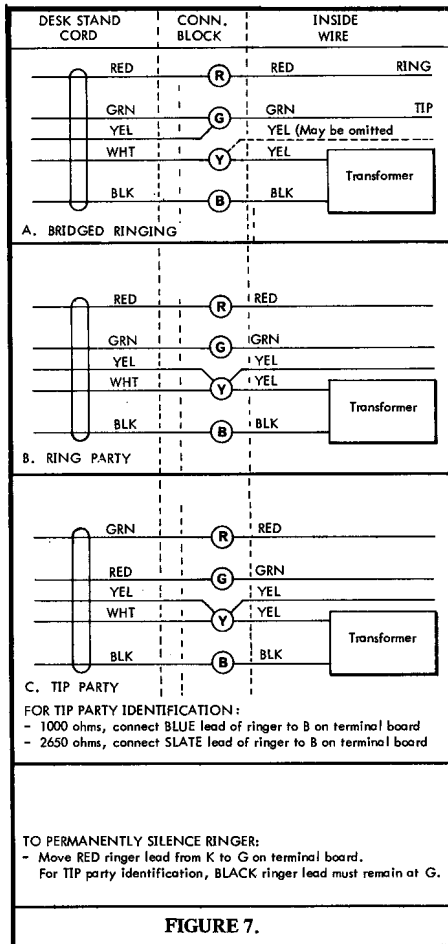 DESK STAND CORD CONN. BLOCK INSIDE WIRE
RED R RED RING
GRN G GRN TIP
YEL YEL (May be omitted
WHT Y YEL
Transformer
BLK B BLK
A. BRIDGED RINGING
RED R RED
GRN G GRN
YEL YEL
WHT Y YEL
Transformer
BLK B BLK
B. RING PARTY
GRN R RED
RED G GRN
YEL YEL
WHT Y YEL
Transformer
BLK B BLK
C. TIP PARTY
FOR TIP PARTY IDENTIFICATION:
- 1000 ohms, connect BLUE lead of ringer to B on terminal board
- 2650 ohms, connect SLATE lead of ringer to B on terminal board
TO PERMANENTLY SILENCE RINGER:
- Move RED ringer lead from K to G on terminal board.
For TIP party identification, BLACK ringer lead must remain at G.
FIGURE 7.